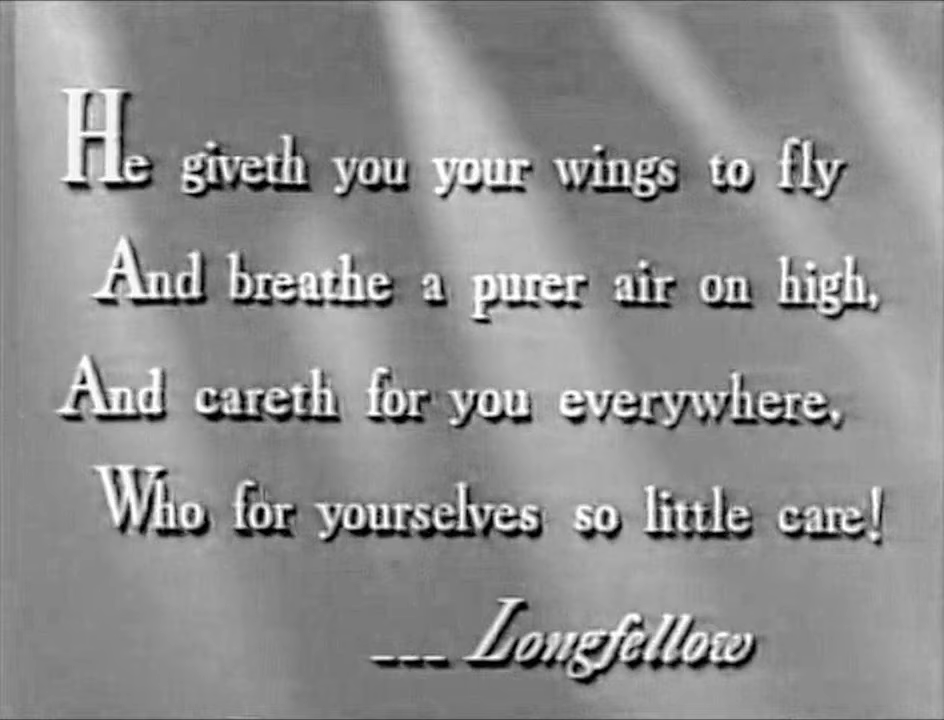 He giveth you your wings to fly
And breathe a purer air on high,
And careth for you everywhere,
Who for yourselves so little care!
--- Longfellow